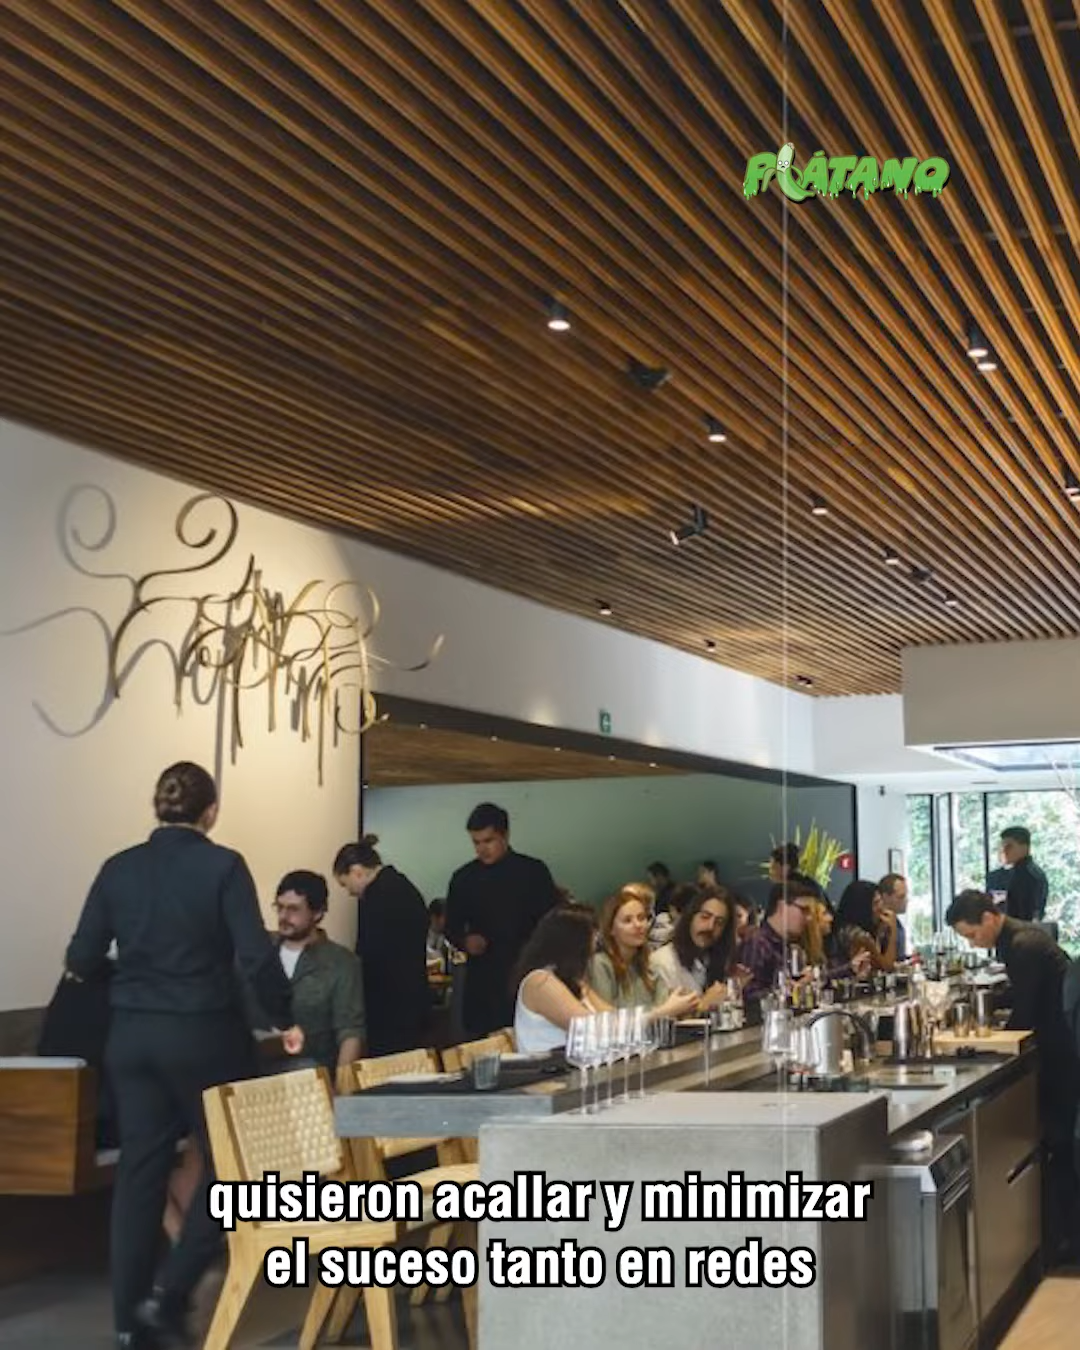 PLÁTANO
quisieron acallar y minimizar
el suceso tanto en redes